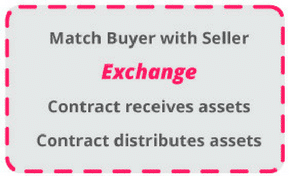 Match Buyer with Seller
Exchange
Contract receives assets
Contract distributes assets